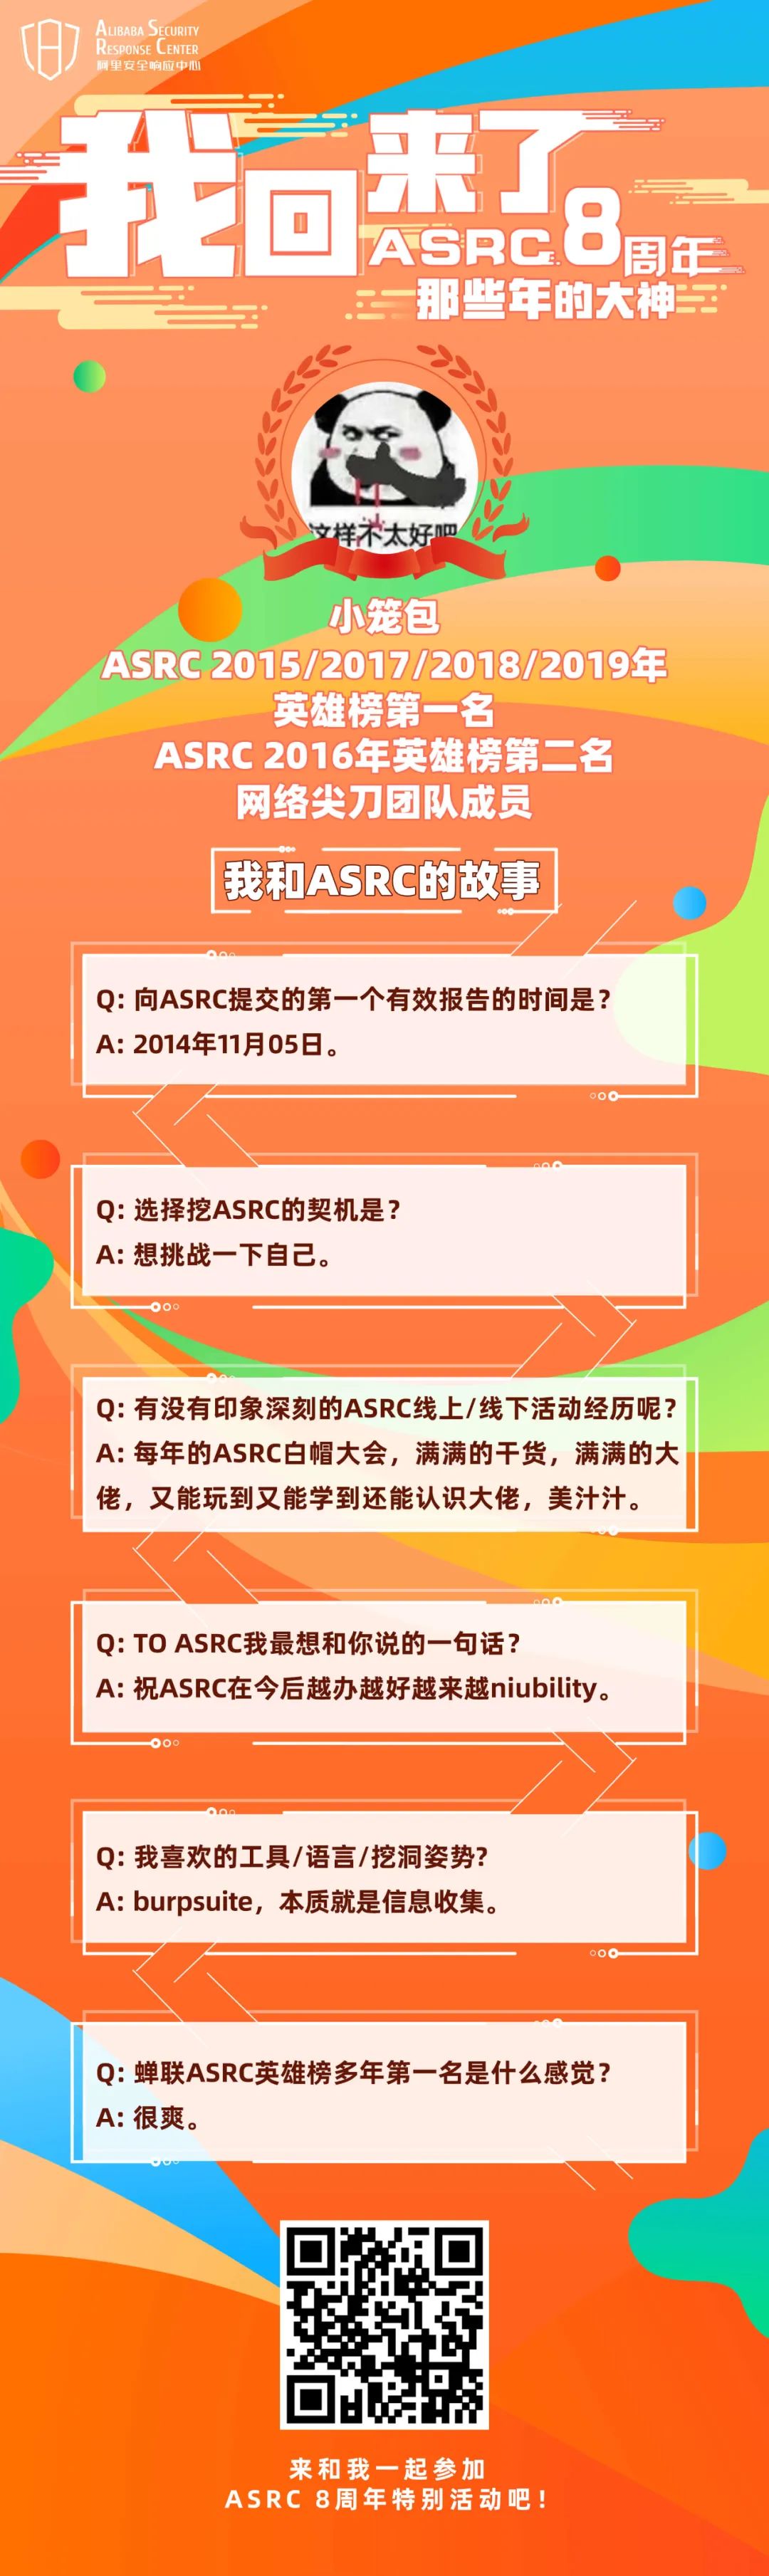 ALIBABA SECURITY
RESPONSE CENTER
阿里安全响应中心
我回来了
ASRC 8周年
那些年的大神
这样不太好吧
小笼包
ASRC 2015/2017/2018/2019年
英雄榜第一名
ASRC 2016年英雄榜第二名
网络尖刀团队成员
我和ASRC的故事
Q: 向ASRC提交的第一个有效报告的时间是？
A: 2014年11月05日。
Q: 选择挖ASRC的契机是？
A: 想挑战一下自己。
Q: 有没有印象深刻的ASRC线上/线下活动经历呢？
A: 每年的ASRC白帽大会，满满的干货，满满的大
佬，又能玩到又能学到还能认识大佬，美汁汁。
Q: TO ASRC我最想和你说的一句话？
A: 祝ASRC在今后越办越好越来越niubility。
Q: 我喜欢的工具/语言/挖洞姿势?
A: burpsuite，本质就是信息收集。
Q: 蝉联ASRC英雄榜多年第一名是什么感觉？
A: 很爽。
来和我一起参加
ASRC 8周年特别活动吧！